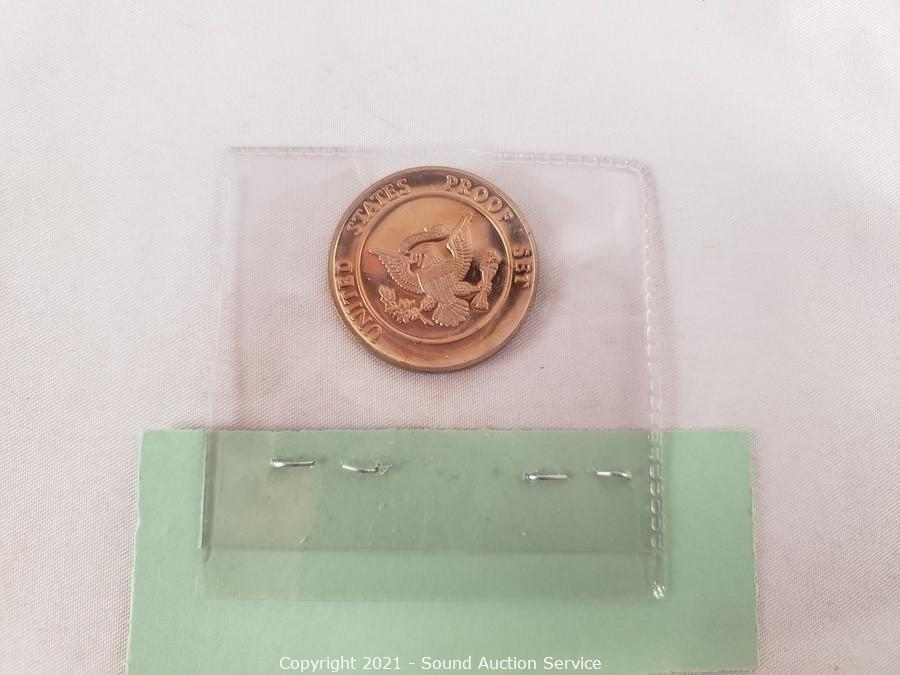 UNITED STATES PROOF SET
Copyright 2021 - Sound Auction Service